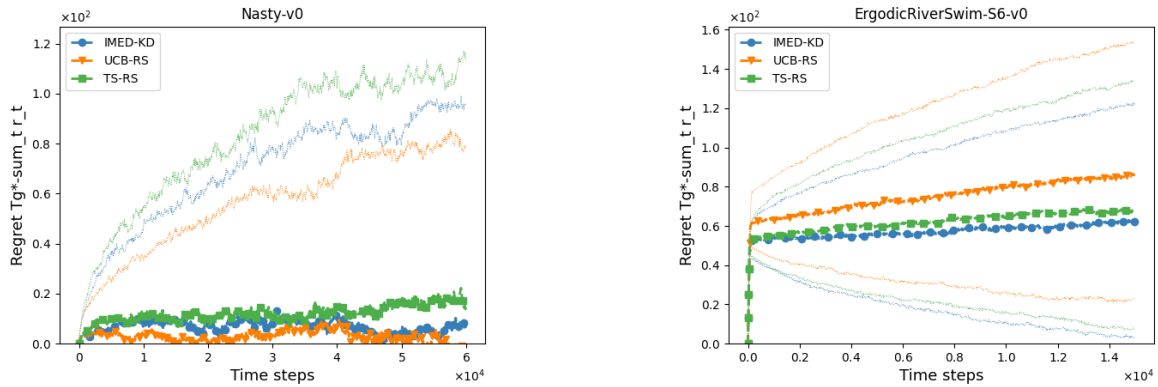 Nasty-v0
×10²
IMED-KD
UCB-RS
TS-RS
Regret Tg*-sum_t r_t
1.2
1.0
0.8
0.6
0.4
0.2
0.0
0 1 2 3 4 5 6
Time steps
×10⁴
ErgodicRiverSwim-S6-v0
×10²
IMED-KD
UCB-RS
TS-RS
Regret Tg*-sum_t r_t
1.6
1.4
1.2
1.0
0.8
0.6
0.4
0.2
0.0
0.0 0.2 0.4 0.6 0.8 1.0 1.2 1.4
Time steps
×10⁴